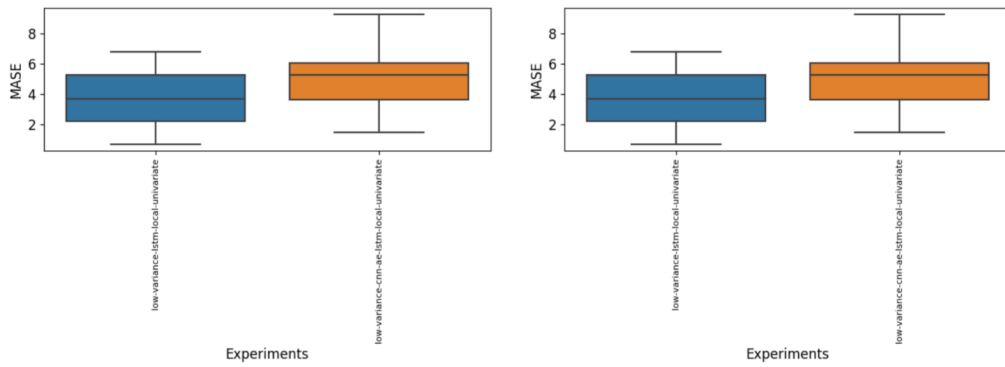 MASE
8
6
4
2
low-variance-lstm-local-univariate
low-variance-cnn-ae-lstm-local-univariate
Experiments
MASE
8
6
4
2
low-variance-lstm-local-univariate
low-variance-cnn-ae-lstm-local-univariate
Experiments